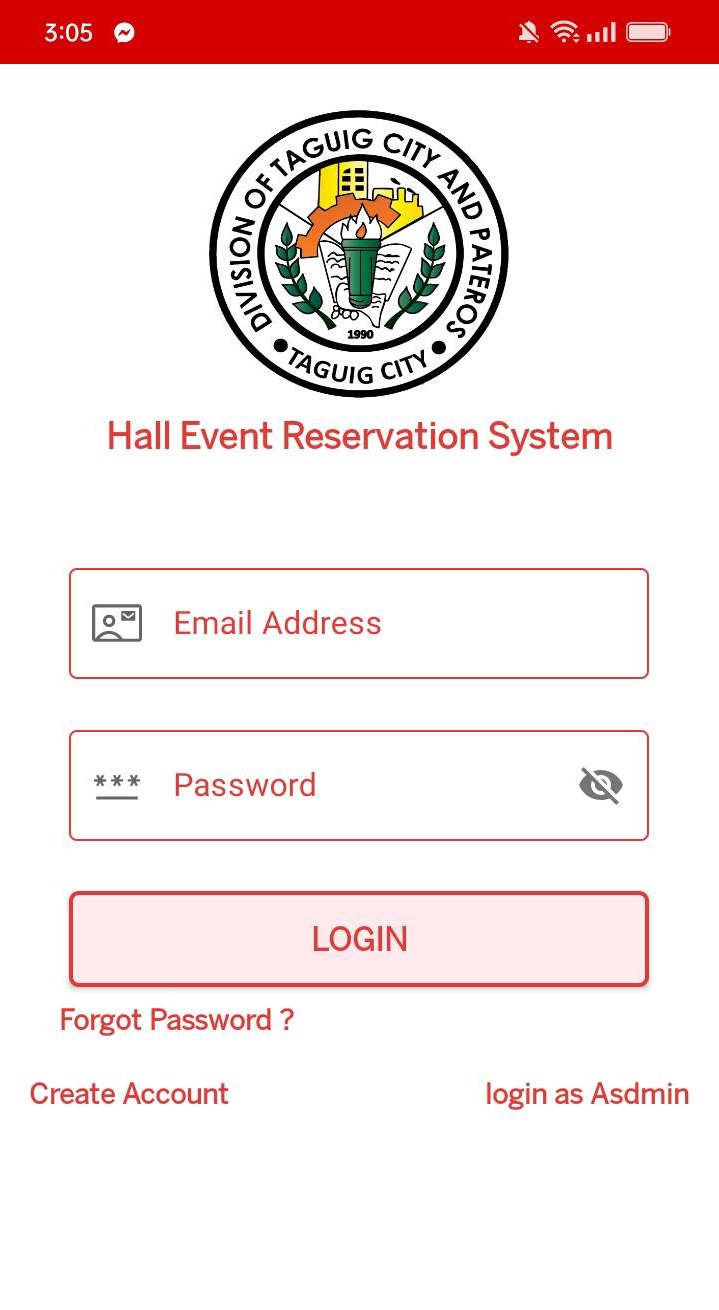 3:05
DIVISION OF TAGUIG CITY AND PATEROS
1990
TAGUIG CITY
Hall Event Reservation System
Email Address
*** Password
LOGIN
Forgot Password ?
Create Account login as Asdmin